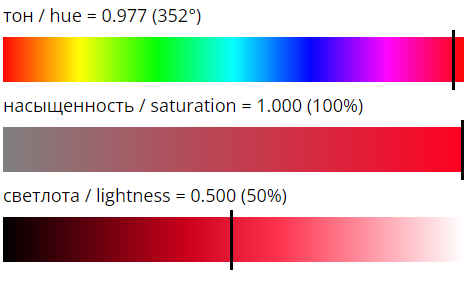 тон / hue = 0.977 (352°)
насыщенность / saturation = 1.000 (100%)
светлота / lightness = 0.500 (50%)